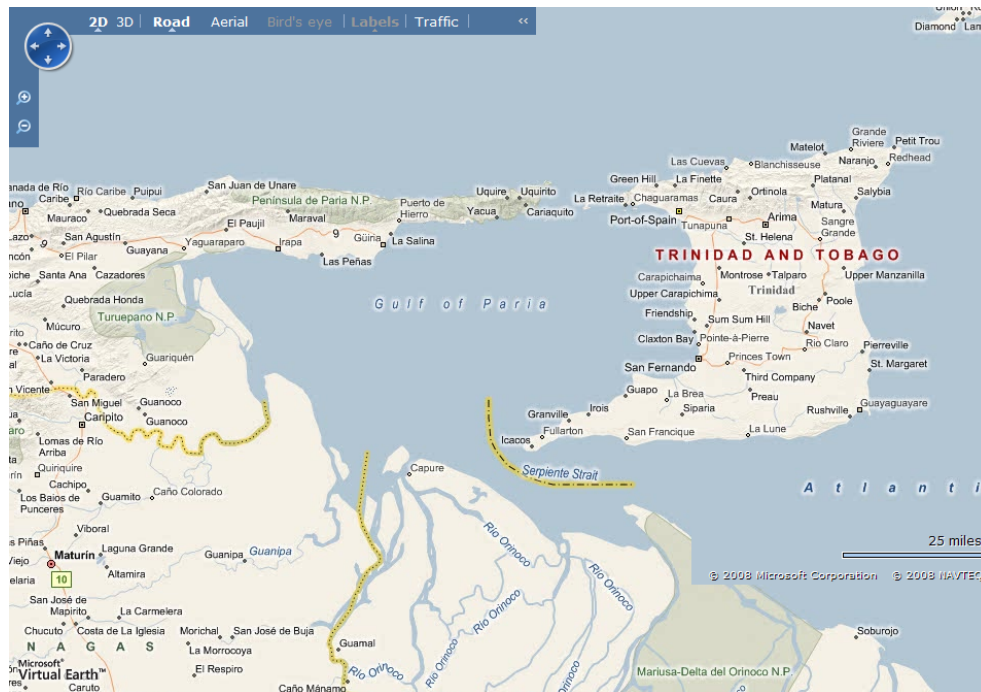 2D 3D Road Aerial Bird's eye Labels Traffic «
Diamond
Grande
Riviere
Petit Trou
Matelot
Naranjo
Redhead
Las Cuevas
Blanchisseuse
Green Hill
La Finette
Platanal
La Retraite
Chaguaramas
Caura
Ortinola
Salybia
Port-of-Spain
Tunapuna
Arima
Matura
Sangre
Grande
St. Helena
TRINIDAD AND TOBAGO
Carapichaima
Montrose
Talparo
Upper Manzanilla
Trinidad
Upper Carapichima
Biche
Poole
Friendship
Sum Sum Hill
Navet
Claxton Bay
Pointe-à-Pierre
Rio Claro
Pierreville
San Fernando
Princes Town
St. Margaret
Third Company
Guapo
La Brea
Preau
Granville
Irois
Siparia
Rushville
Guayaguayare
Fullarton
Icacos
San Francique
La Lune
Serpiente Strait
Río Caribe
Puipui
San Juan de Unare
Caribe
Mauraco
Quebrada Seca
Península de Paria N.P.
Uquire
Uquirito
Yacua
Cariaquito
Puerto de
Hierro
El Paujil
Maraval
San Agustín
Guayana
Yaguaraparo
Irapa
9
9
Güiria
La Salina
El Pilar
Las Peñas
Santa Ana
Cazadores
Gulf of Paria
Quebrada Honda
Turuepano N.P.
Múcuro
Caño de Cruz
La Victoria
Guariquén
Paradero
San Miguel
Guanoco
Caripito
Guanoco
Lomas de Río
Arriba
Quiriquire
Cachipo
Caño Colorado
Capure
Los Baios de
Punceres
Guamito
Viboral
Maturín
Laguna Grande
Guanipa
Guanipa
Altamira
10
Río Orinoco
Río Orinoco
Río Orinoco
Río Orinoco
Río Orinoco
San José de
Mapirito
La Carmelera
Chucuto
Costa de La Iglesia
Morichal
San José de Buja
NAGAS
La Morrocoya
Guamal
El Respiro
Caño Mánamo
Caruto
Soburojo
Mariusa-Delta del Orinoco N.P.
25 miles
© 2008 Microsoft Corporation © 2008 NAVTEQ
Microsoft®
Virtual Earth™